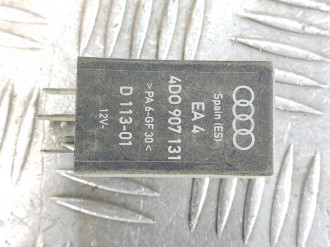 Spain (ES)
EA 4
4D0 907 131
>PA 6-GF 30<
D 113-01
12V-